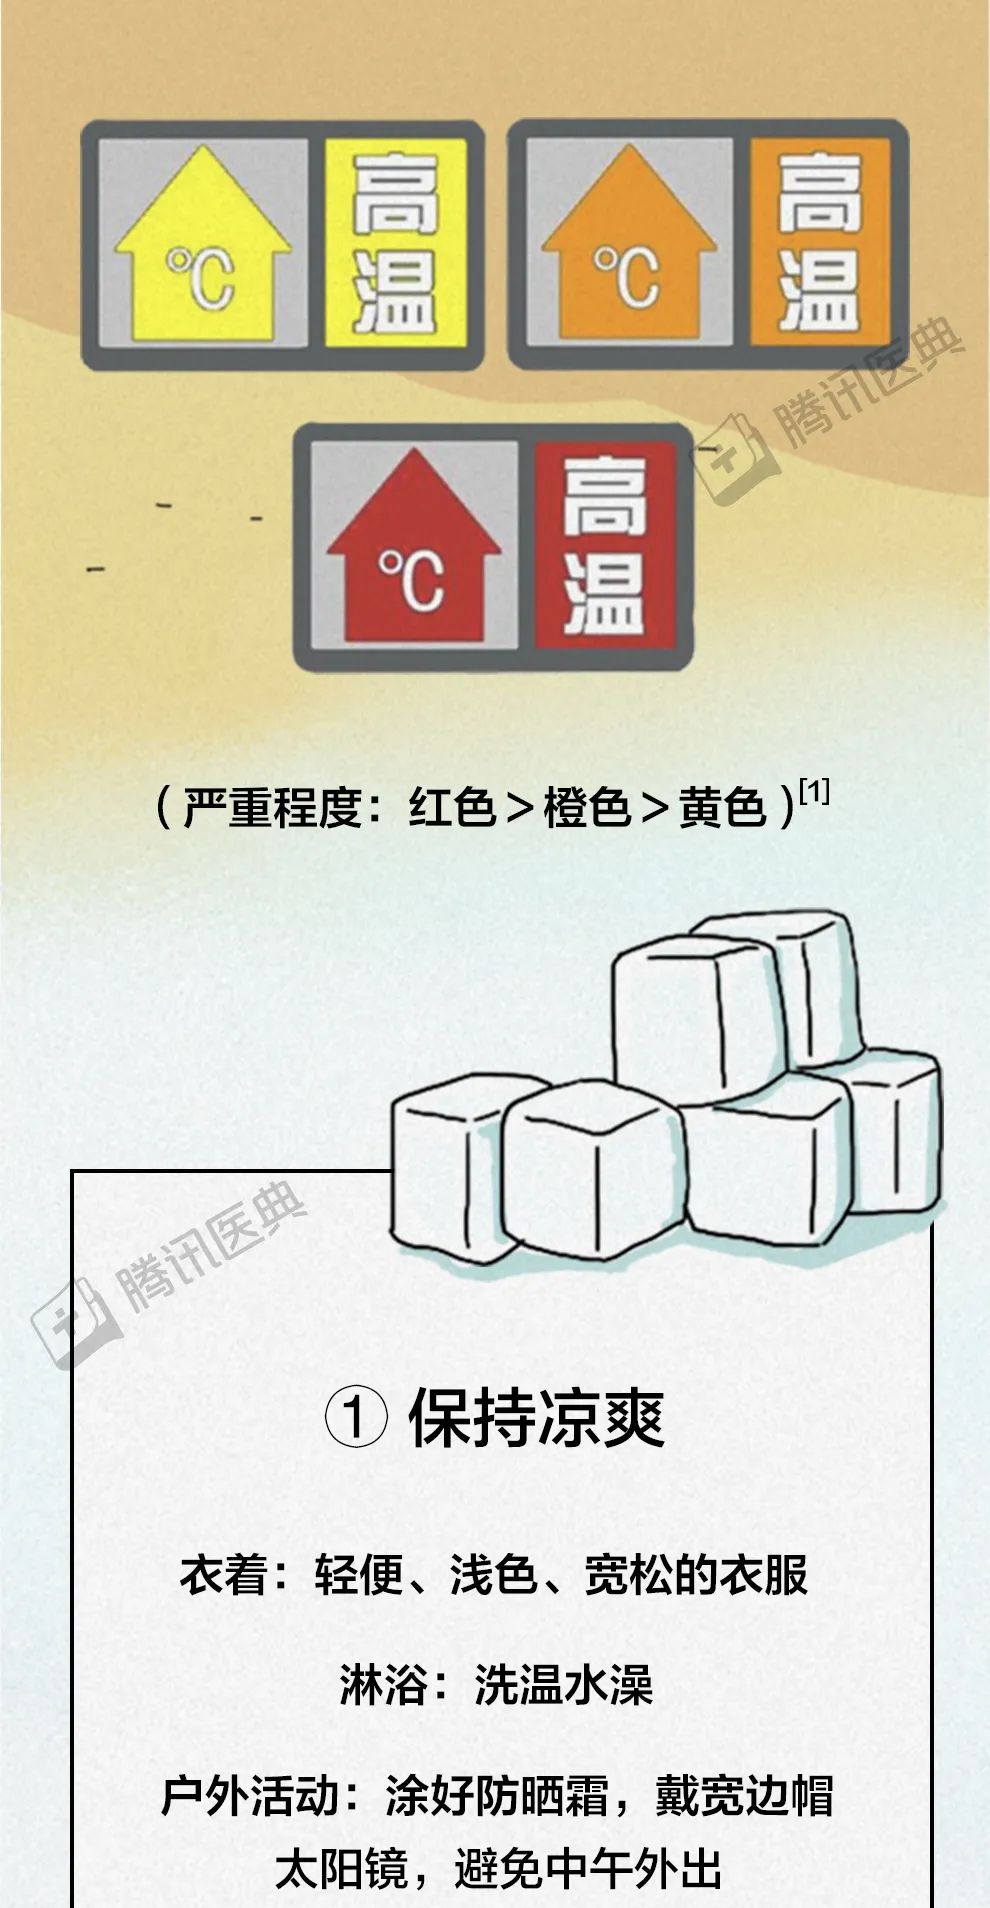 ℃ 高温
℃ 高温
腾讯医典
℃ 高温
（严重程度：红色＞橙色＞黄色）[1]
腾讯医典
① 保持凉爽
衣着：轻便、浅色、宽松的衣服
淋浴：洗温水澡
户外活动：涂好防晒霜，戴宽边帽
太阳镜，避免中午外出